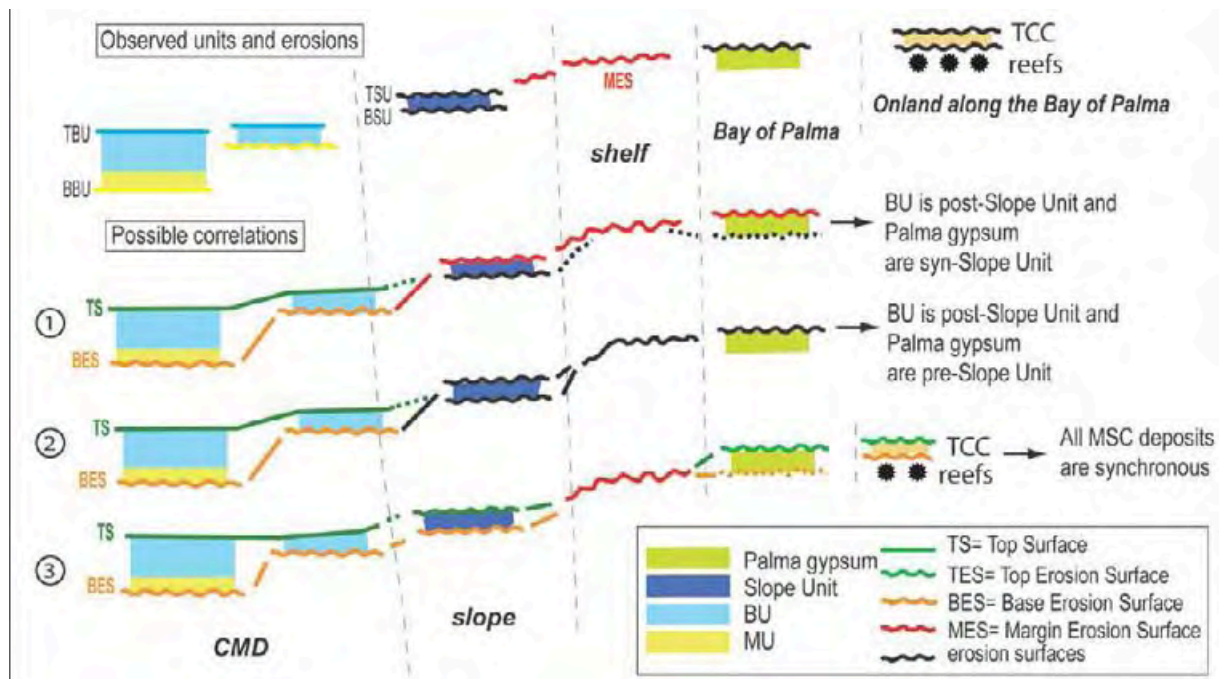 Observed units and erosions
TCC
reefs
Onland along the Bay of Palma
TSU
BSU
MES
shelf
Bay of Palma
TBU
BBU
Possible correlations
BU is post-Slope Unit and
Palma gypsum
are syn-Slope Unit
1
TS
BES
BU is post-Slope Unit and
Palma gypsum
are pre-Slope Unit
2
TS
BES
TCC
reefs
All MSC deposits
are synchronous
3
TS
BES
CMD
slope
Palma gypsum
Slope Unit
BU
MU
TS= Top Surface
TES= Top Erosion Surface
BES= Base Erosion Surface
MES= Margin Erosion Surface
erosion surfaces